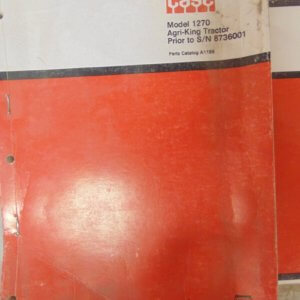 CASE
Model 1270
Agri-King Tractor
Prior to S/N 8736001
Parts Catalog A1189